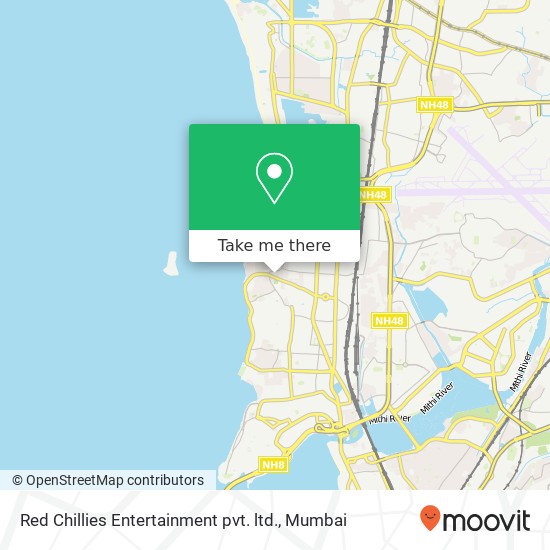 NH48
NH48
Take me there
NH48
Mithi River
Mithi River
Mithi River
NH8
© OpenStreetMap contributors
Red Chillies Entertainment pvt. ltd., Mumbai
moovit